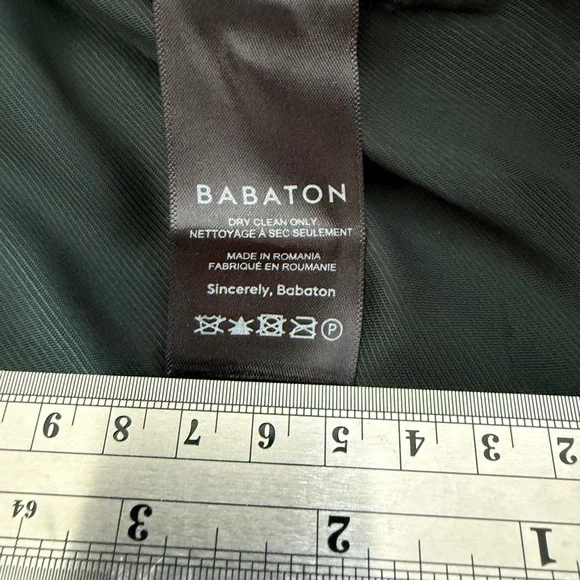 BABATON
DRY CLEAN ONLY
NETTOYAGE À SEC SEULEMENT
MADE IN ROMANIA
FABRIQUÉ EN ROUMANIE
Sincerely, Babaton
P
9 8 7 6 5 4 3 2
64 3 2 1